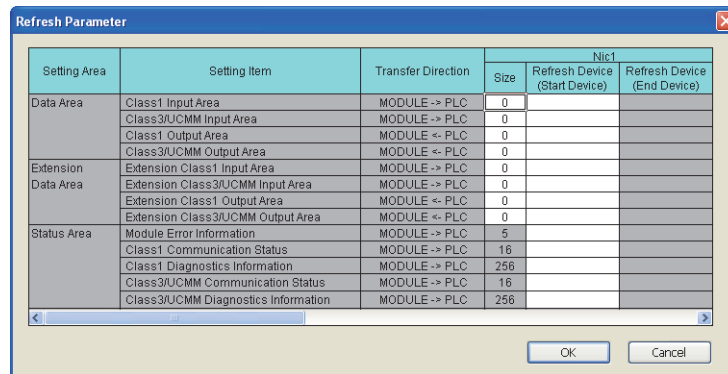 Refresh Parameter
Nic1
Setting Area Setting Item Transfer Direction Size Refresh Device (Start Device) Refresh Device (End Device)
Data Area Class1 Input Area MODULE -> PLC 0
Class3/UCMM Input Area MODULE -> PLC 0
Class1 Output Area MODULE <- PLC 0
Class3/UCMM Output Area MODULE <- PLC 0
Extension Extension Class1 Input Area MODULE -> PLC 0
Data Area Extension Class3/UCMM Input Area MODULE -> PLC 0
Extension Class1 Output Area MODULE <- PLC 0
Extension Class3/UCMM Output Area MODULE <- PLC 0
Status Area Module Error Information MODULE -> PLC 5
Class1 Communication Status MODULE -> PLC 16
Class1 Diagnostics Information MODULE -> PLC 256
Class3/UCMM Communication Status MODULE -> PLC 16
Class3/UCMM Diagnostics Information MODULE -> PLC 256
OK Cancel